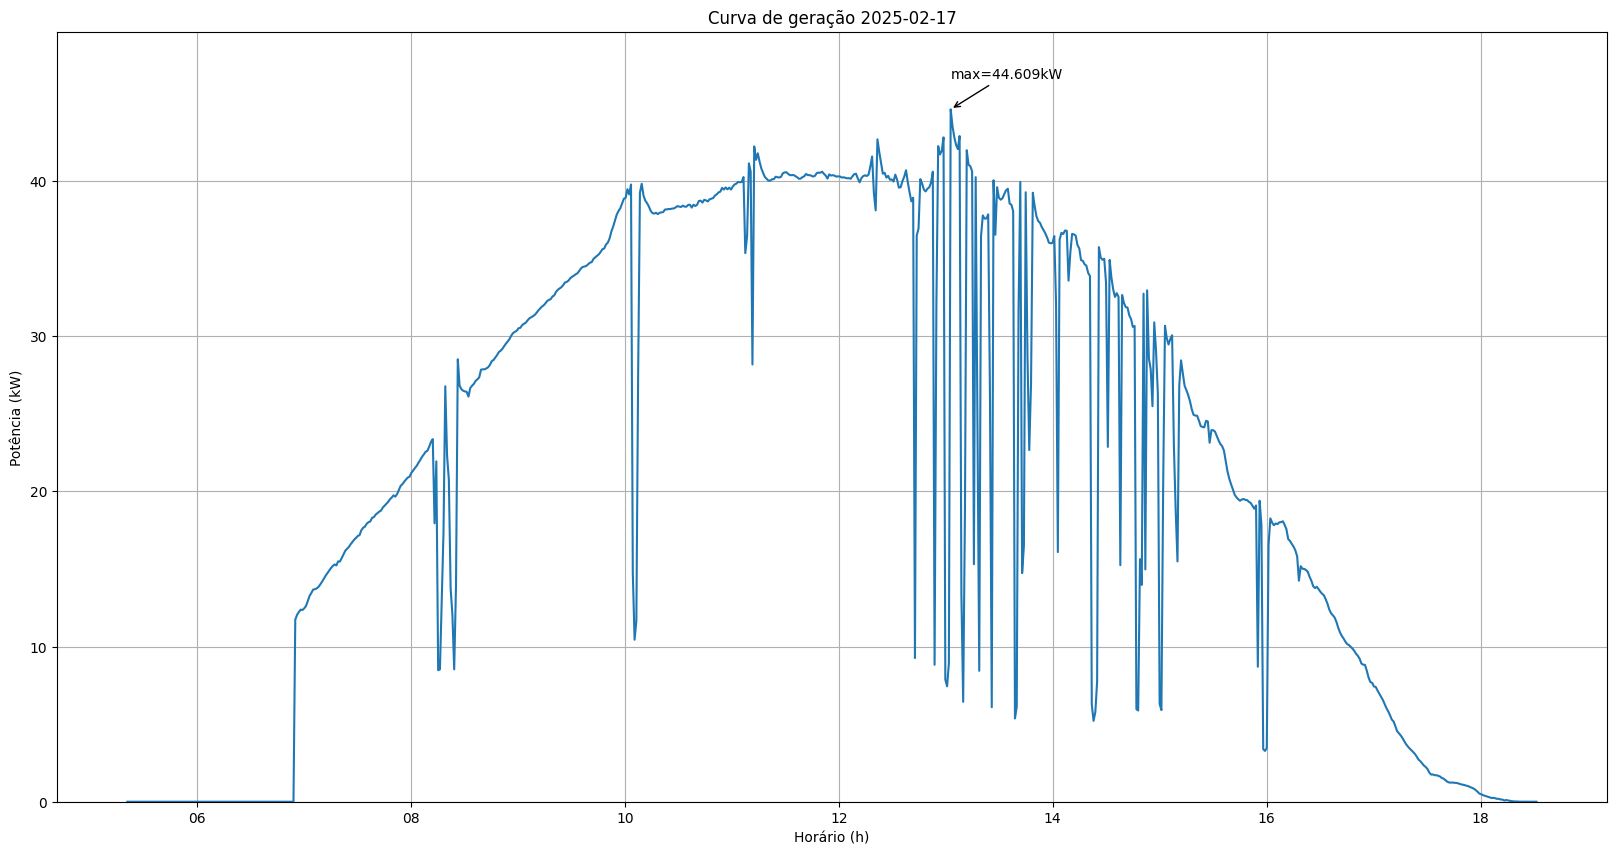 Curva de geração 2025-02-17
max=44.609kW
Potência (kW)
40
30
20
10
0
06 08 10 12 14 16 18
Horário (h)